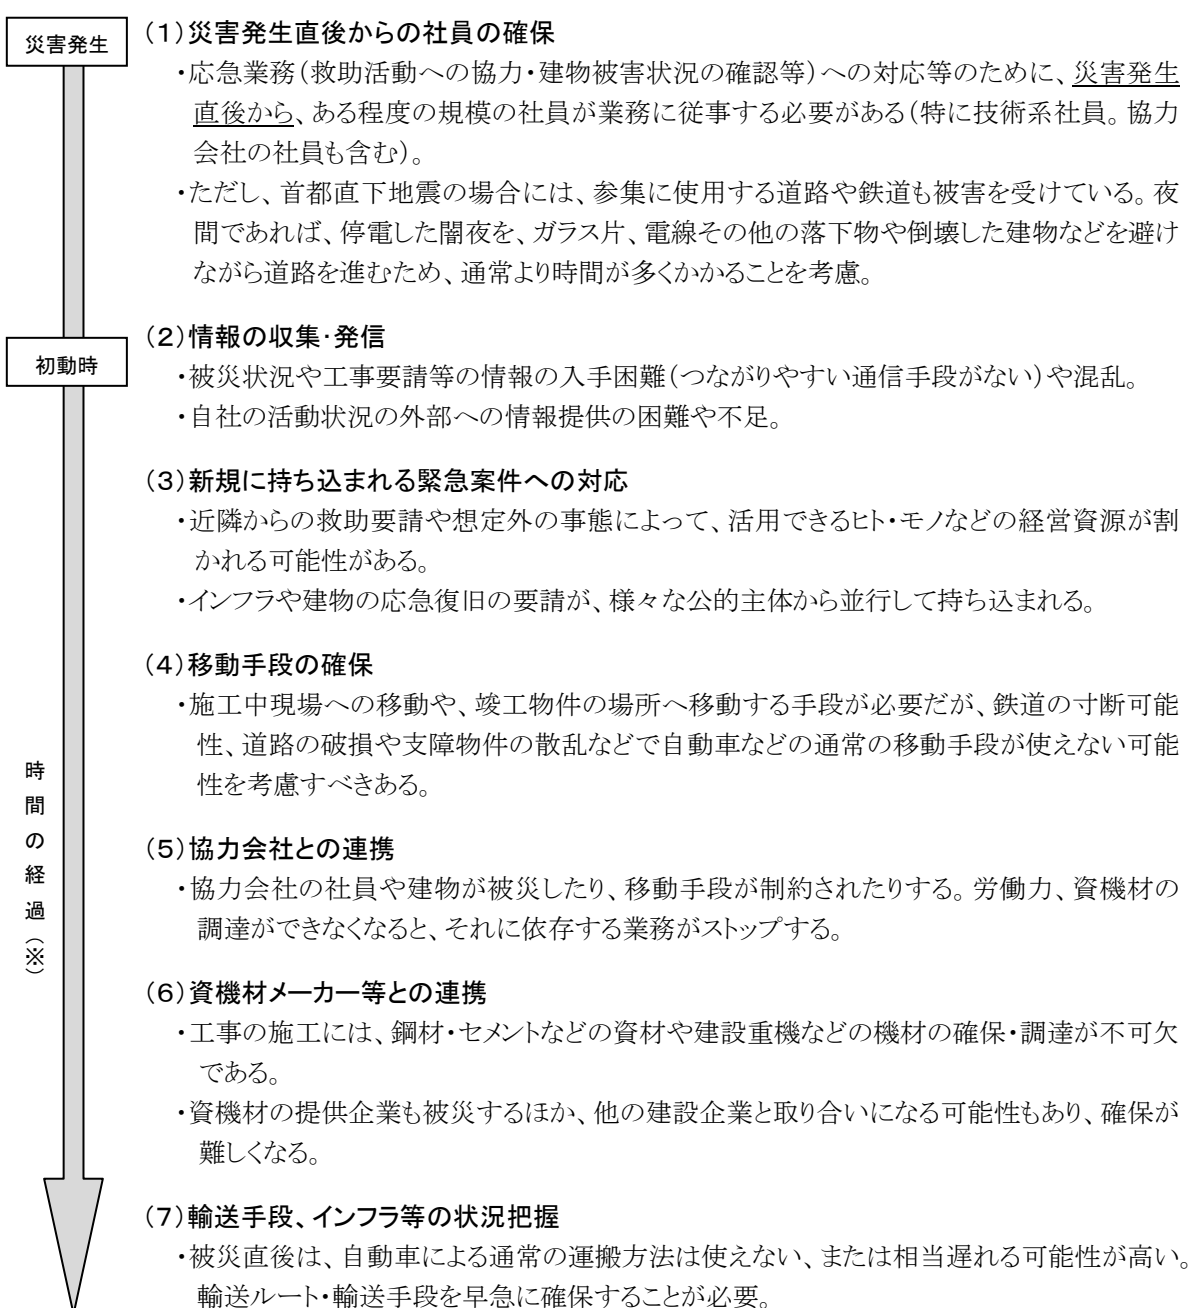 災害発生
(1)災害発生直後からの社員の確保
・応急業務(救助活動への協力・建物被害状況の確認等)への対応等のために、災害発生
直後から、ある程度の規模の社員が業務に従事する必要がある(特に技術系社員。協力
会社の社員も含む)。
・ただし、首都直下地震の場合には、参集に使用する道路や鉄道も被害を受けている。夜
間であれば、停電した闇夜を、ガラス片、電線その他の落下物や倒壊した建物などを避け
ながら道路を進むため、通常より時間が多くかかることを考慮。
初動時
(2)情報の収集・発信
・被災状況や工事要請等の情報の入手困難(つながりやすい通信手段がない)や混乱。
・自社の活動状況の外部への情報提供の困難や不足。
(3)新規に持ち込まれる緊急案件への対応
・近隣からの救助要請や想定外の事態によって、活用できるヒト・モノなどの経営資源が割
かれる可能性がある。
・インフラや建物の応急復旧の要請が、様々な公的主体から並行して持ち込まれる。
(4)移動手段の確保
・施工中現場への移動や、竣工物件の場所へ移動する手段が必要だが、鉄道の寸断可能
性、道路の破損や支障物件の散乱などで自動車などの通常の移動手段が使えない可能
性を考慮すべきある。
時間の経過(※)
(5)協力会社との連携
・協力会社の社員や建物が被災したり、移動手段が制約されたりする。労働力、資機材の
調達ができなくなると、それに依存する業務がストップする。
(6)資機材メーカー等との連携
・工事の施工には、鋼材・セメントなどの資材や建設重機などの機材の確保・調達が不可欠
である。
・資機材の提供企業も被災するほか、他の建設企業と取り合いになる可能性もあり、確保が
難しくなる。
(7)輸送手段、インフラ等の状況把握
・被災直後は、自動車による通常の運搬方法は使えない、または相当遅れる可能性が高い。
輸送ルート・輸送手段を早急に確保することが必要。